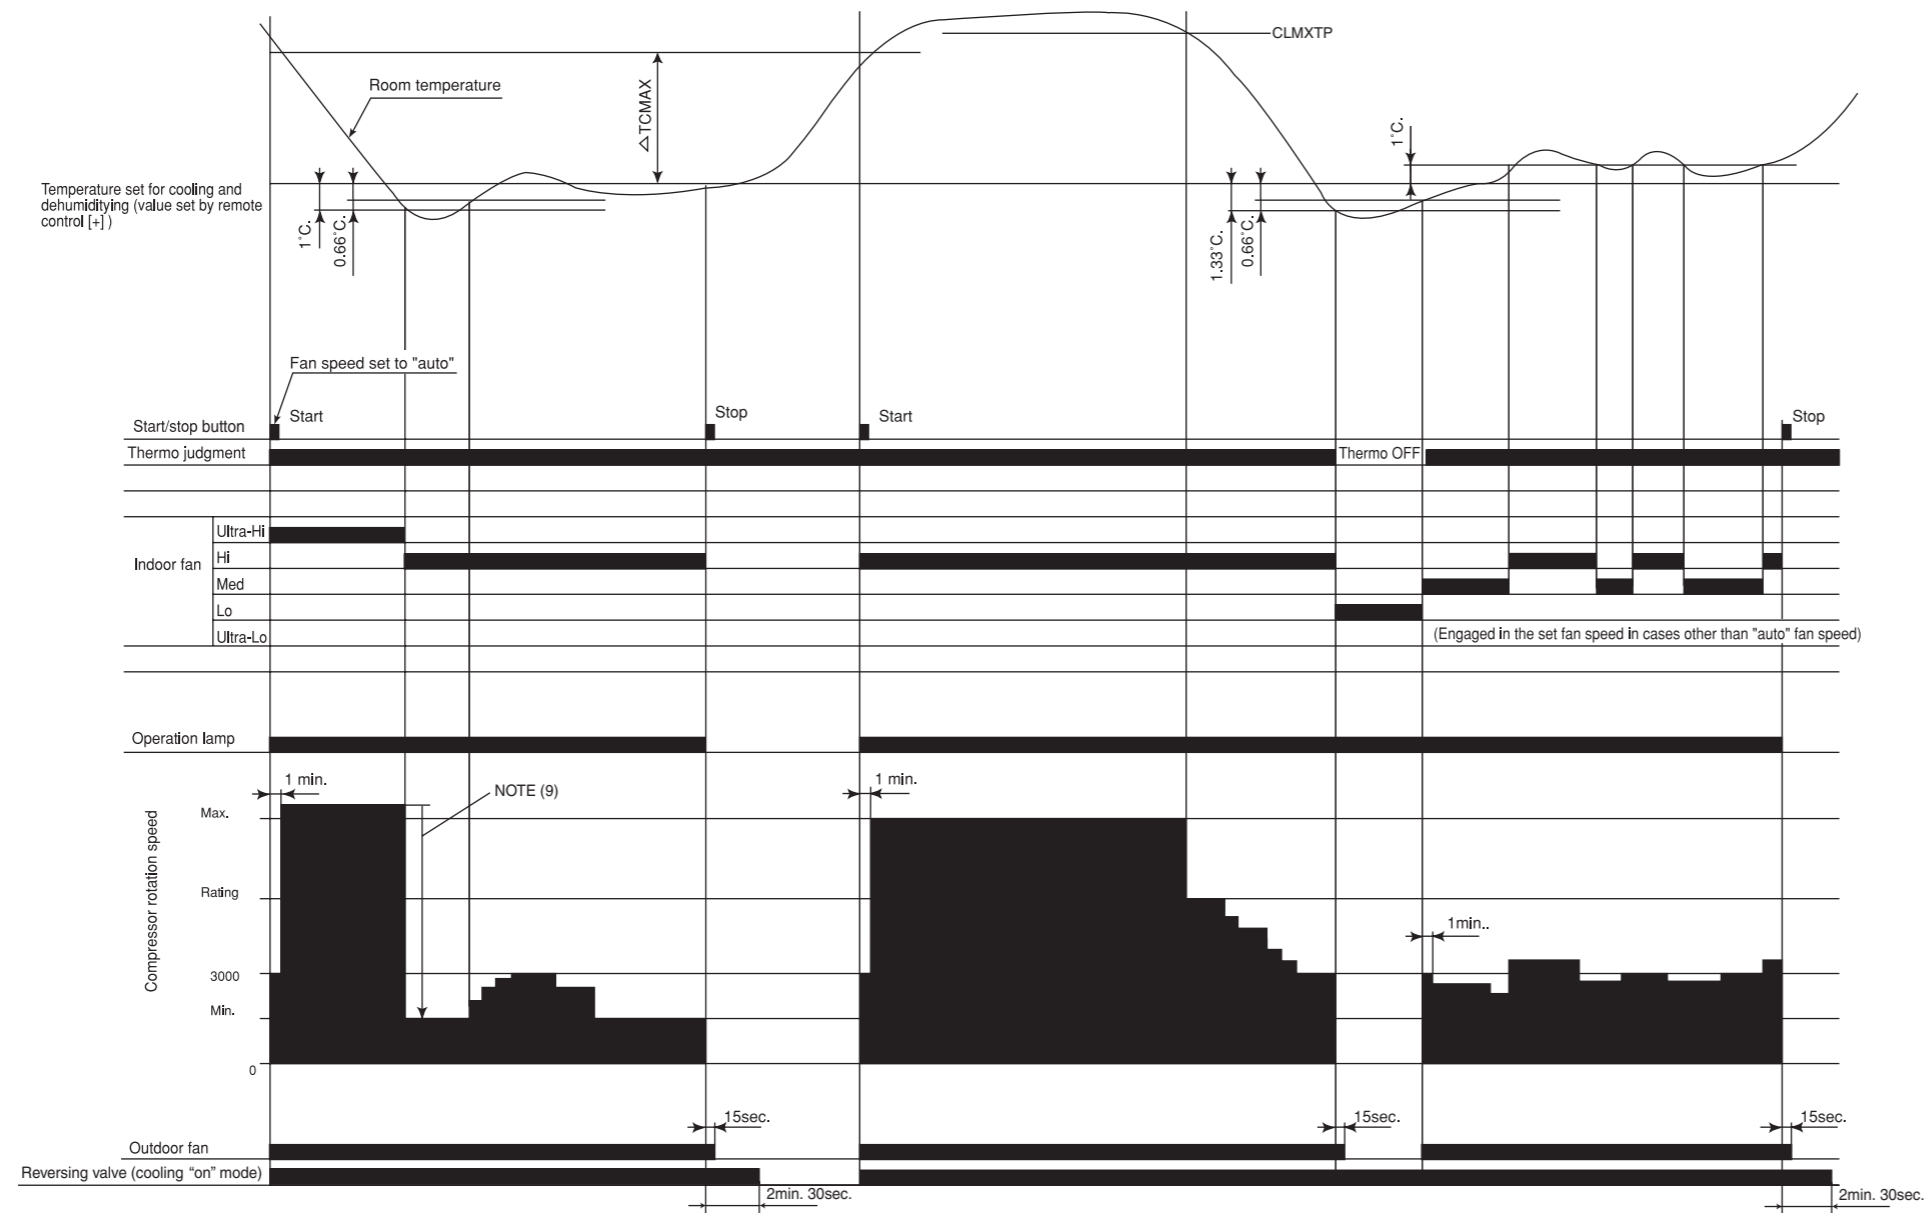 CLMXTP
Room temperature
△TCMAX
1°C.
Temperature set for cooling and
dehumiditying (value set by remote
control [+] )
1°C.
0.66°C.
1.33°C.
0.66°C.
Fan speed set to "auto"
Start
Stop
Start
Stop
Start/stop button
Thermo judgment
Thermo OFF
Indoor fan
Ultra-Hi
Hi
Med
Lo
Ultra-Lo
(Engaged in the set fan speed in cases other than "auto" fan speed)
Operation lamp
1 min.
NOTE (9)
1 min.
Compressor rotation speed
Max.
Rating
1min..
3000
Min.
0
15sec.
15sec.
15sec.
Outdoor fan
Reversing valve (cooling “on” mode)
2min. 30sec.
2min. 30sec.